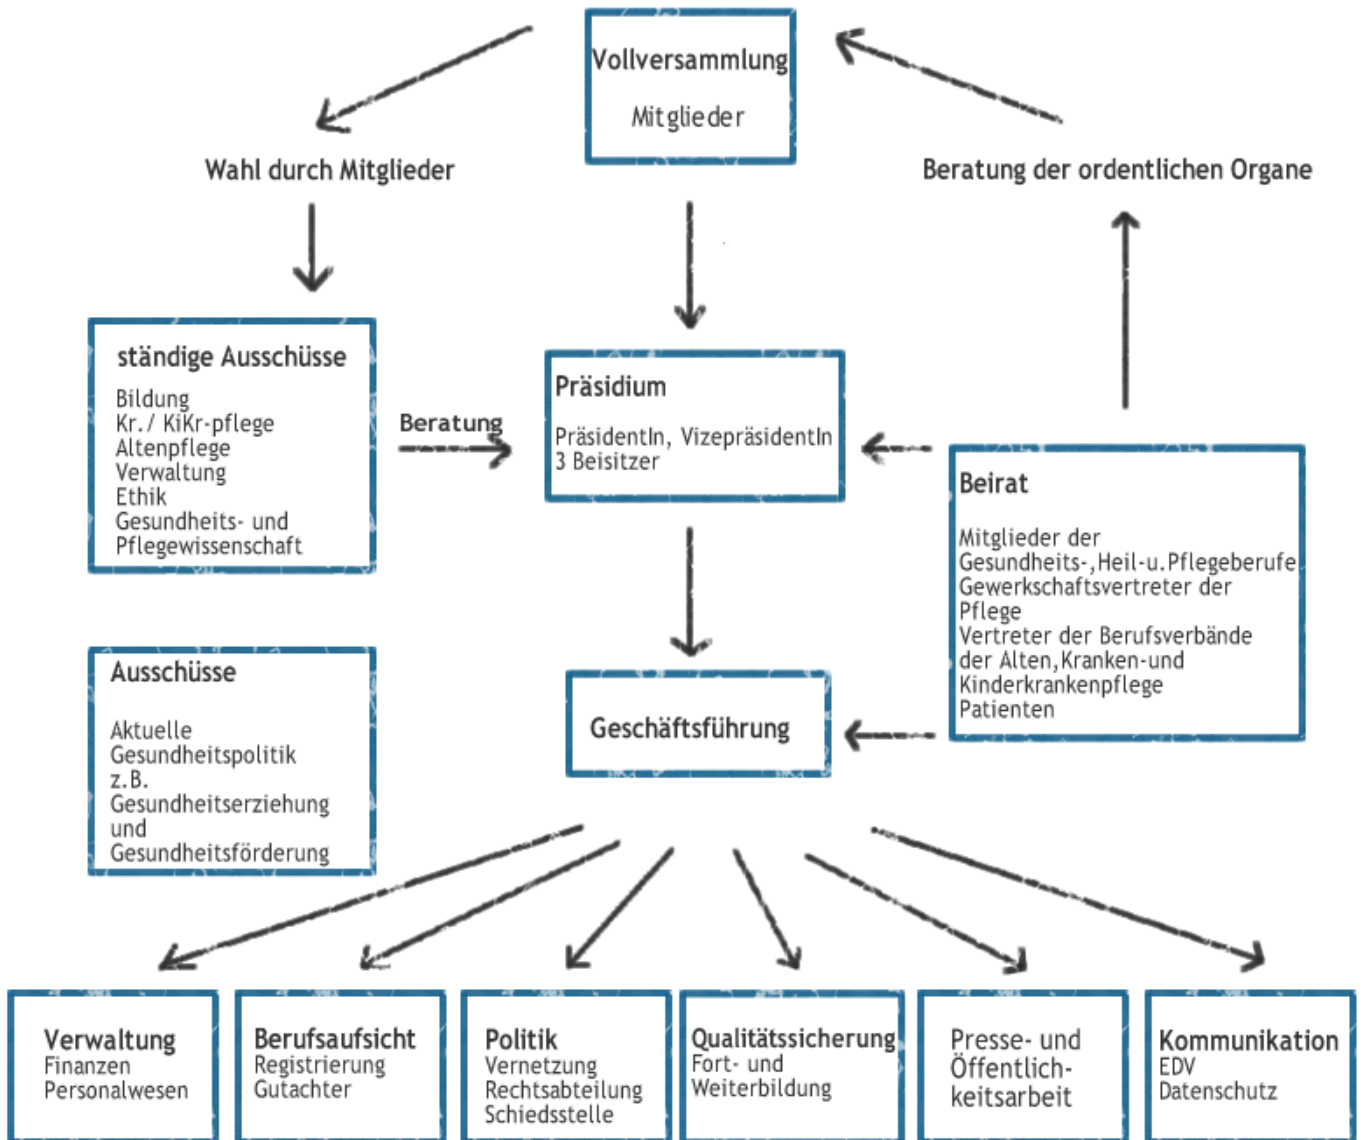 Vollversammlung
Mitglieder
Wahl durch Mitglieder
Beratung der ordentlichen Organe
ständige Ausschüsse
Bildung
Kr./ KiKr-pflege
Altenpflege
Verwaltung
Ethik
Gesundheits- und
Pflegewissenschaft
Beratung
Präsidium
PräsidentIn, VizepräsidentIn
3 Beisitzer
Beirat
Mitglieder der
Gesundheits-,Heil-u.Pflegeberufe
Gewerkschaftsvertreter der
Pflege
Vertreter der Berufsverbände
der Alten,Kranken-und
Kinderkrankenpflege
Patienten
Ausschüsse
Aktuelle
Gesundheitspolitik
z.B.
Gesundheitserziehung
und
Gesundheitsförderung
Geschäftsführung
Verwaltung
Finanzen
Personalwesen
Berufsaufsicht
Registrierung
Gutachter
Politik
Vernetzung
Rechtsabteilung
Schiedsstelle
Qualitätssicherung
Fort- und
Weiterbildung
Presse- und
Öffentlich-
keitsarbeit
Kommunikation
EDV
Datenschutz